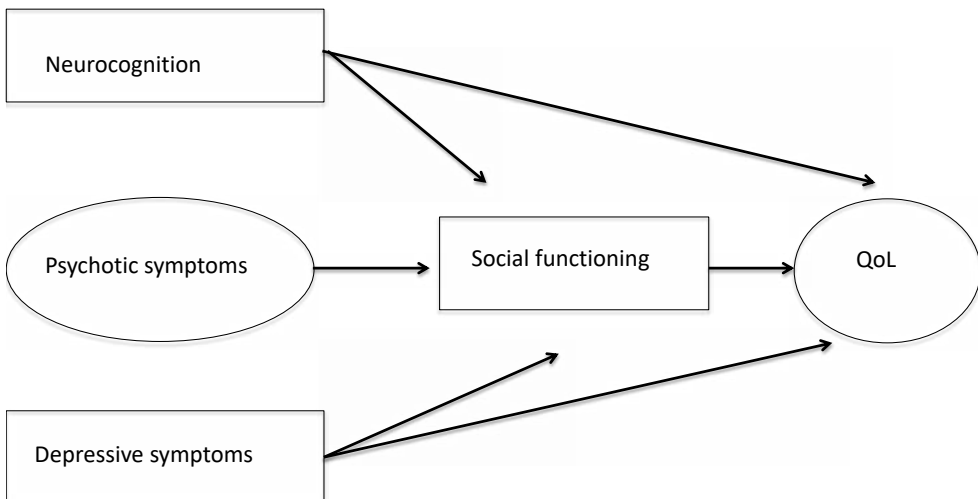 Neurocognition
Psychotic symptoms
Social functioning
QoL
Depressive symptoms